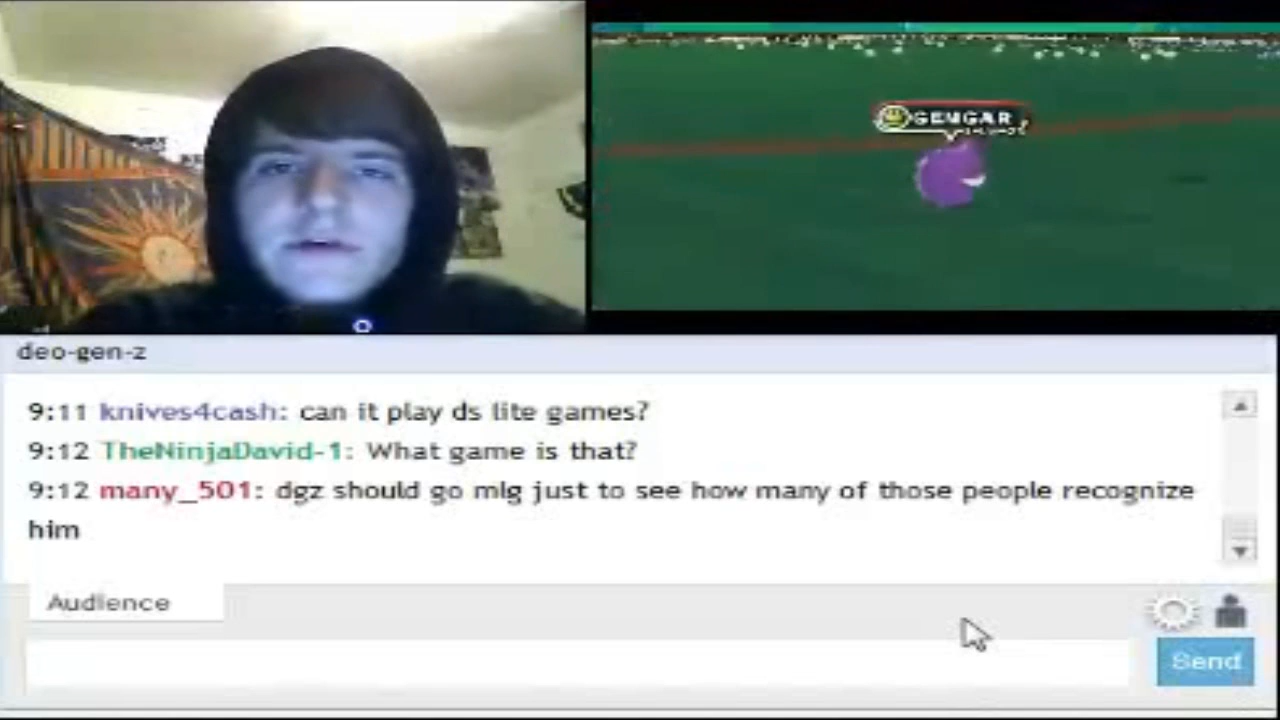 GENGAR
deo-gen-z
9:11 knives4cash: can it play ds lite games?
9:12 TheNinjaDavid-1: What game is that?
9:12 many_501: dgz should go mlg just to see how many of those people recognize
him
Audience
Send